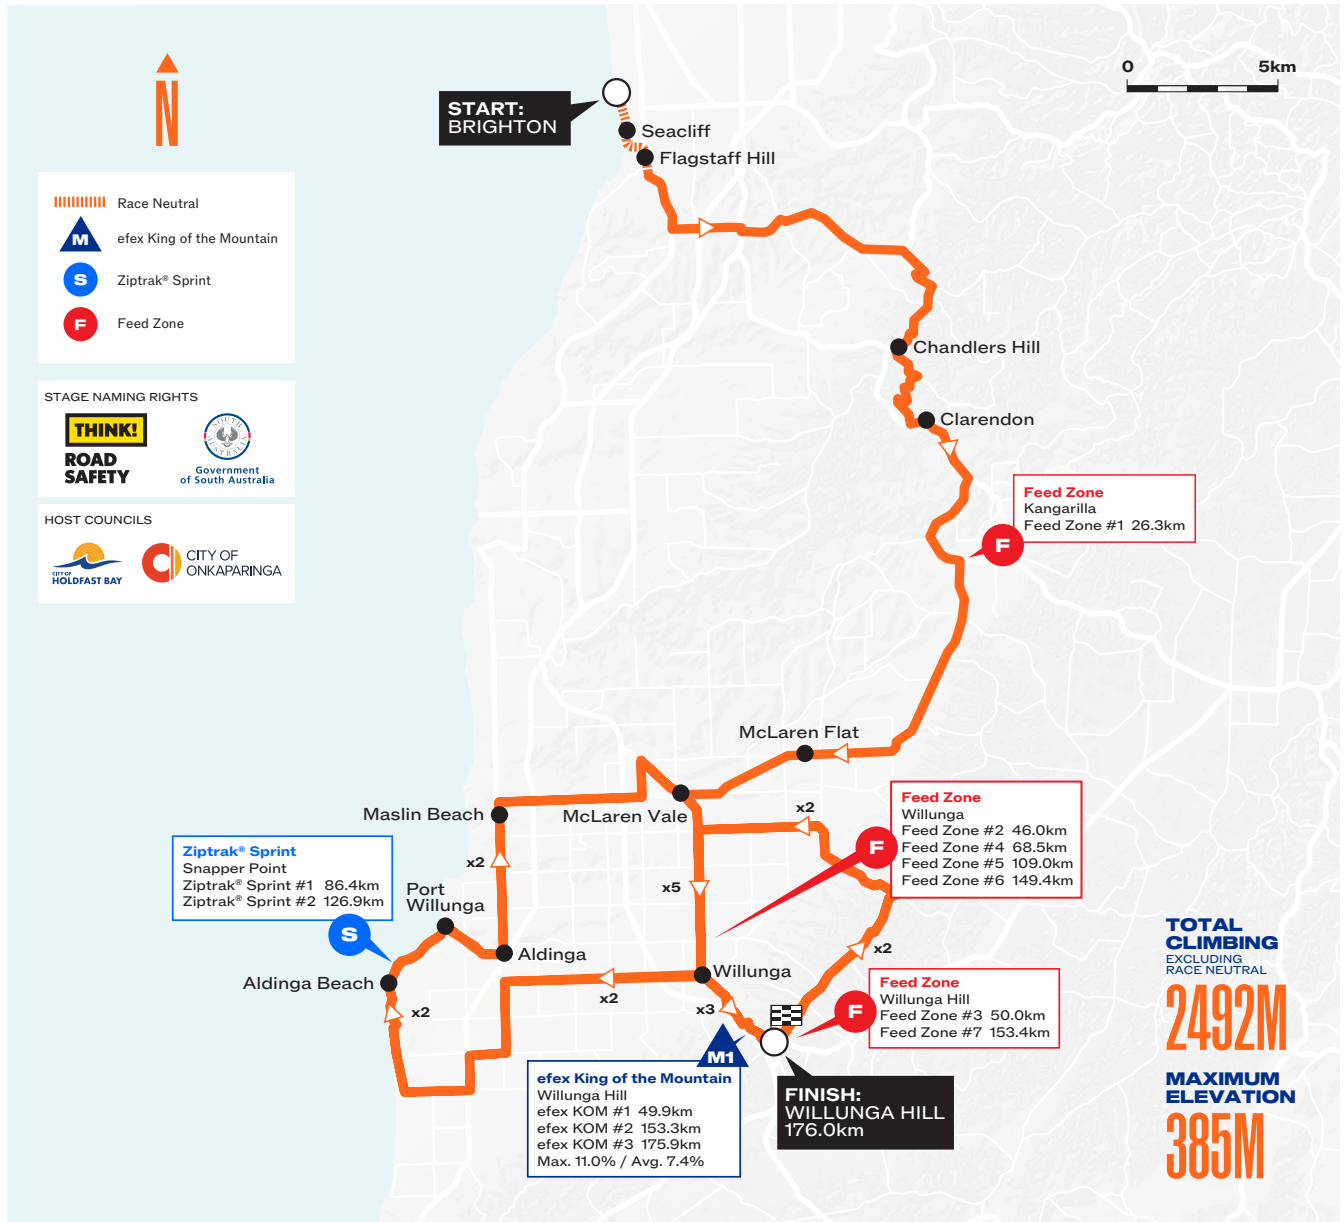 N
0 5km
START:
BRIGHTON
Seacliff
Flagstaff Hill
Race Neutral
M efex King of the Mountain
S Ziptrak® Sprint
F Feed Zone
STAGE NAMING RIGHTS
THINK!
ROAD
SAFETY
SOUTH
AUSTRALIA
Government
of South Australia
HOST COUNCILS
CITY OF
HOLDFAST BAY
CITY OF
ONKAPARINGA
Chandlers Hill
Clarendon
Feed Zone
Kangarilla
Feed Zone #1 26.3km
F
McLaren Flat
McLaren Vale
Maslin Beach
x2
Feed Zone
Willunga
Feed Zone #2 46.0km
Feed Zone #4 68.5km
Feed Zone #5 109.0km
Feed Zone #6 149.4km
F
Ziptrak® Sprint
Snapper Point
Ziptrak® Sprint #1 86.4km
Ziptrak® Sprint #2 126.9km
S
x2
x5
Port
Willunga
Aldinga
Aldinga Beach
x2
Willunga
x2
x2
x3
Feed Zone
Willunga Hill
Feed Zone #3 50.0km
Feed Zone #7 153.4km
F
M1
efex King of the Mountain
Willunga Hill
efex KOM #1 49.9km
efex KOM #2 153.3km
efex KOM #3 175.9km
Max. 11.0% / Avg. 7.4%
FINISH:
WILLUNGA HILL
176.0km
TOTAL
CLIMBING
EXCLUDING
RACE NEUTRAL
2492M
MAXIMUM
ELEVATION
385M